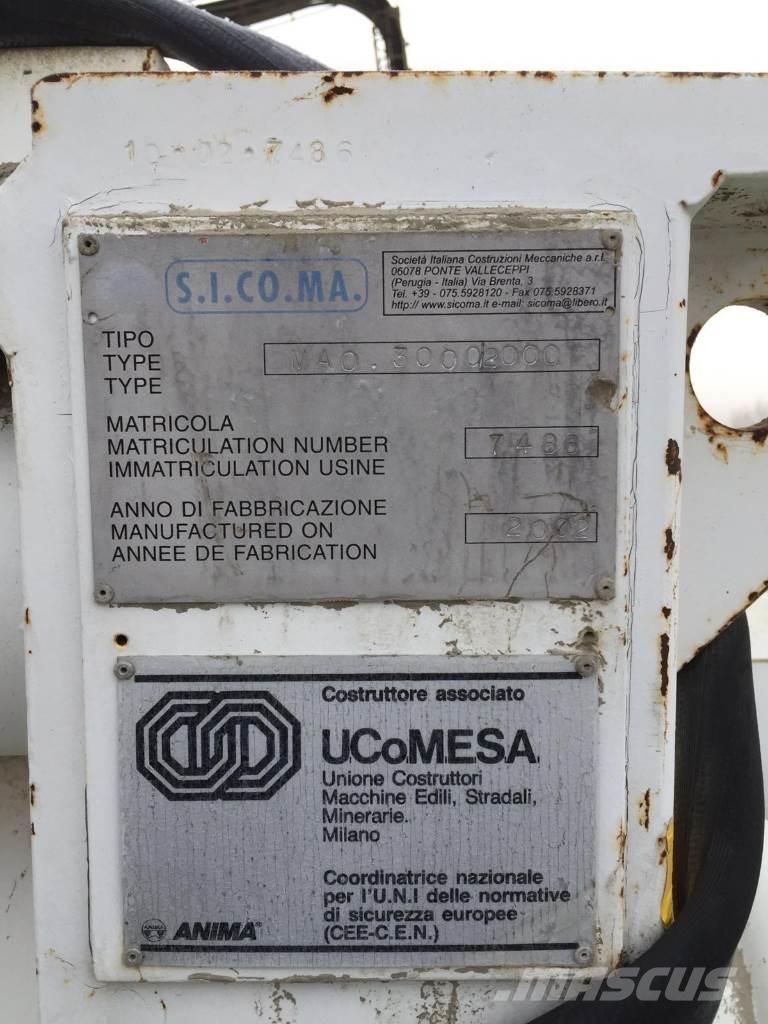 10-02-7486
S.I.CO.MA.
Società Italiana Costruzioni Meccaniche a.r.l.
06078 PONTE VALLECEPPI
(Perugia - Italia) Via Brenta, 3
Tel. +39 - 075.5928120 - Fax 075.5928371
http:// www.sicoma.it e-mail: sicoma@libero.it
TIPO
TYPE MAO.3000/2000
TYPE
MATRICOLA
MATRICULATION NUMBER 7486
IMMATRICULATION USINE
ANNO DI FABBRICAZIONE
MANUFACTURED ON 2002
ANNEE DE FABRICATION
Costruttore associato
U.Co.M.E.S.A.
Unione Costruttori
Macchine Edili, Stradali,
Minerarie.
Milano
Coordinatrice nazionale
per l'U.N.I delle normative
di sicurezza europee
(CEE-C.E.N.)
ANIMA
MASCUS